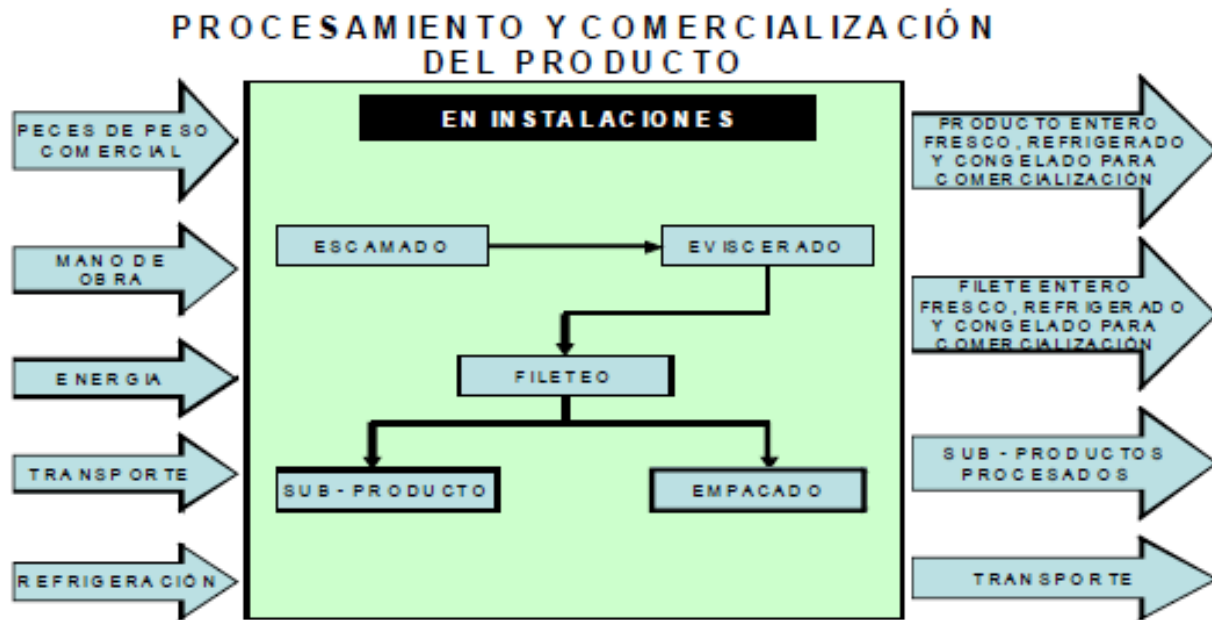 PROCESAMIENTO Y COMERCIALIZACIÓN
DEL PRODUCTO
EN INSTALACIONES
PECES DE PESO
COMERCIAL
MANO DE
OBRA
ENERGIA
TRANSPORTE
REFRIGERACIÓN
ESCAMADO
EVISCERADO
FILETEO
SUB-PRODUCTO
EMPACADO
PRODUCTO ENTERO
FRESCO, REFRIGERADO
Y CONGELADO PARA
COMERCIALIZACIÓN
FILETE ENTERO
FRESCO, REFRIGERADO
Y CONGELADO PARA
COMERCIALIZACIÓN
SUB-PRODUCTOS
PROCESADOS
TRANSPORTE